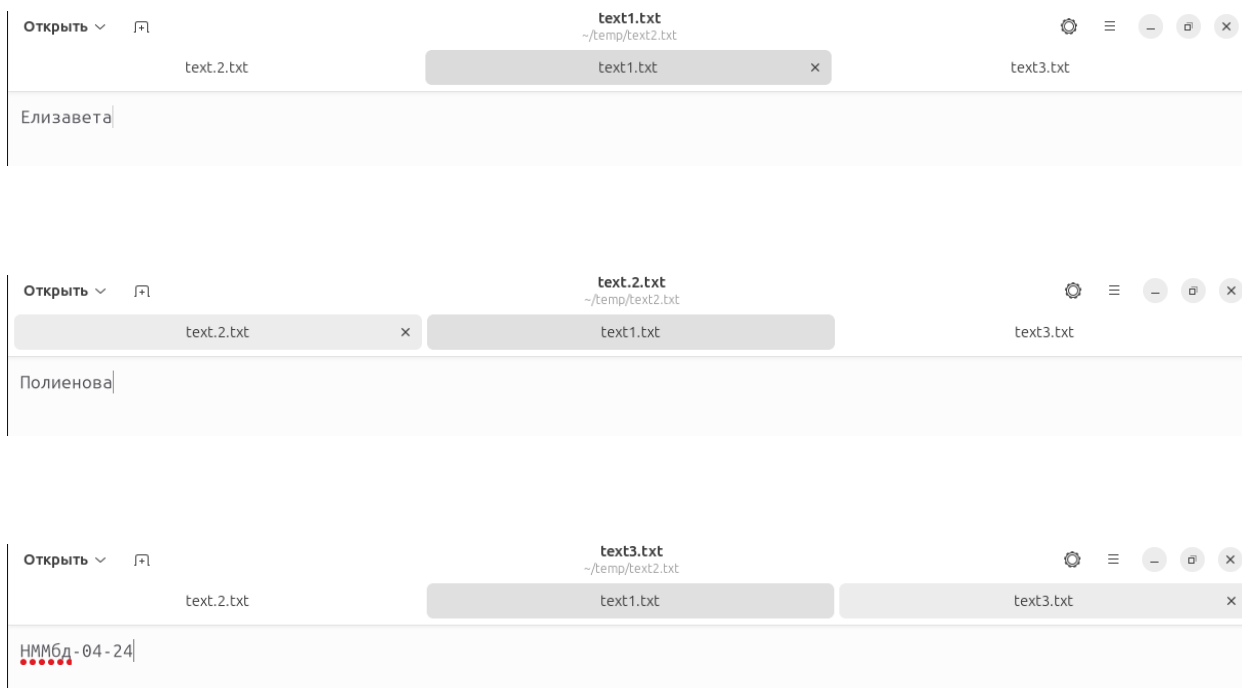 Открыть
text1.txt
~/temp/text2.txt
text.2.txt text1.txt text3.txt
Елизавета
Открыть
text.2.txt
~/temp/text2.txt
text.2.txt text1.txt text3.txt
Полиенова
Открыть
text3.txt
~/temp/text2.txt
text.2.txt text1.txt text3.txt
НММбд-04-24